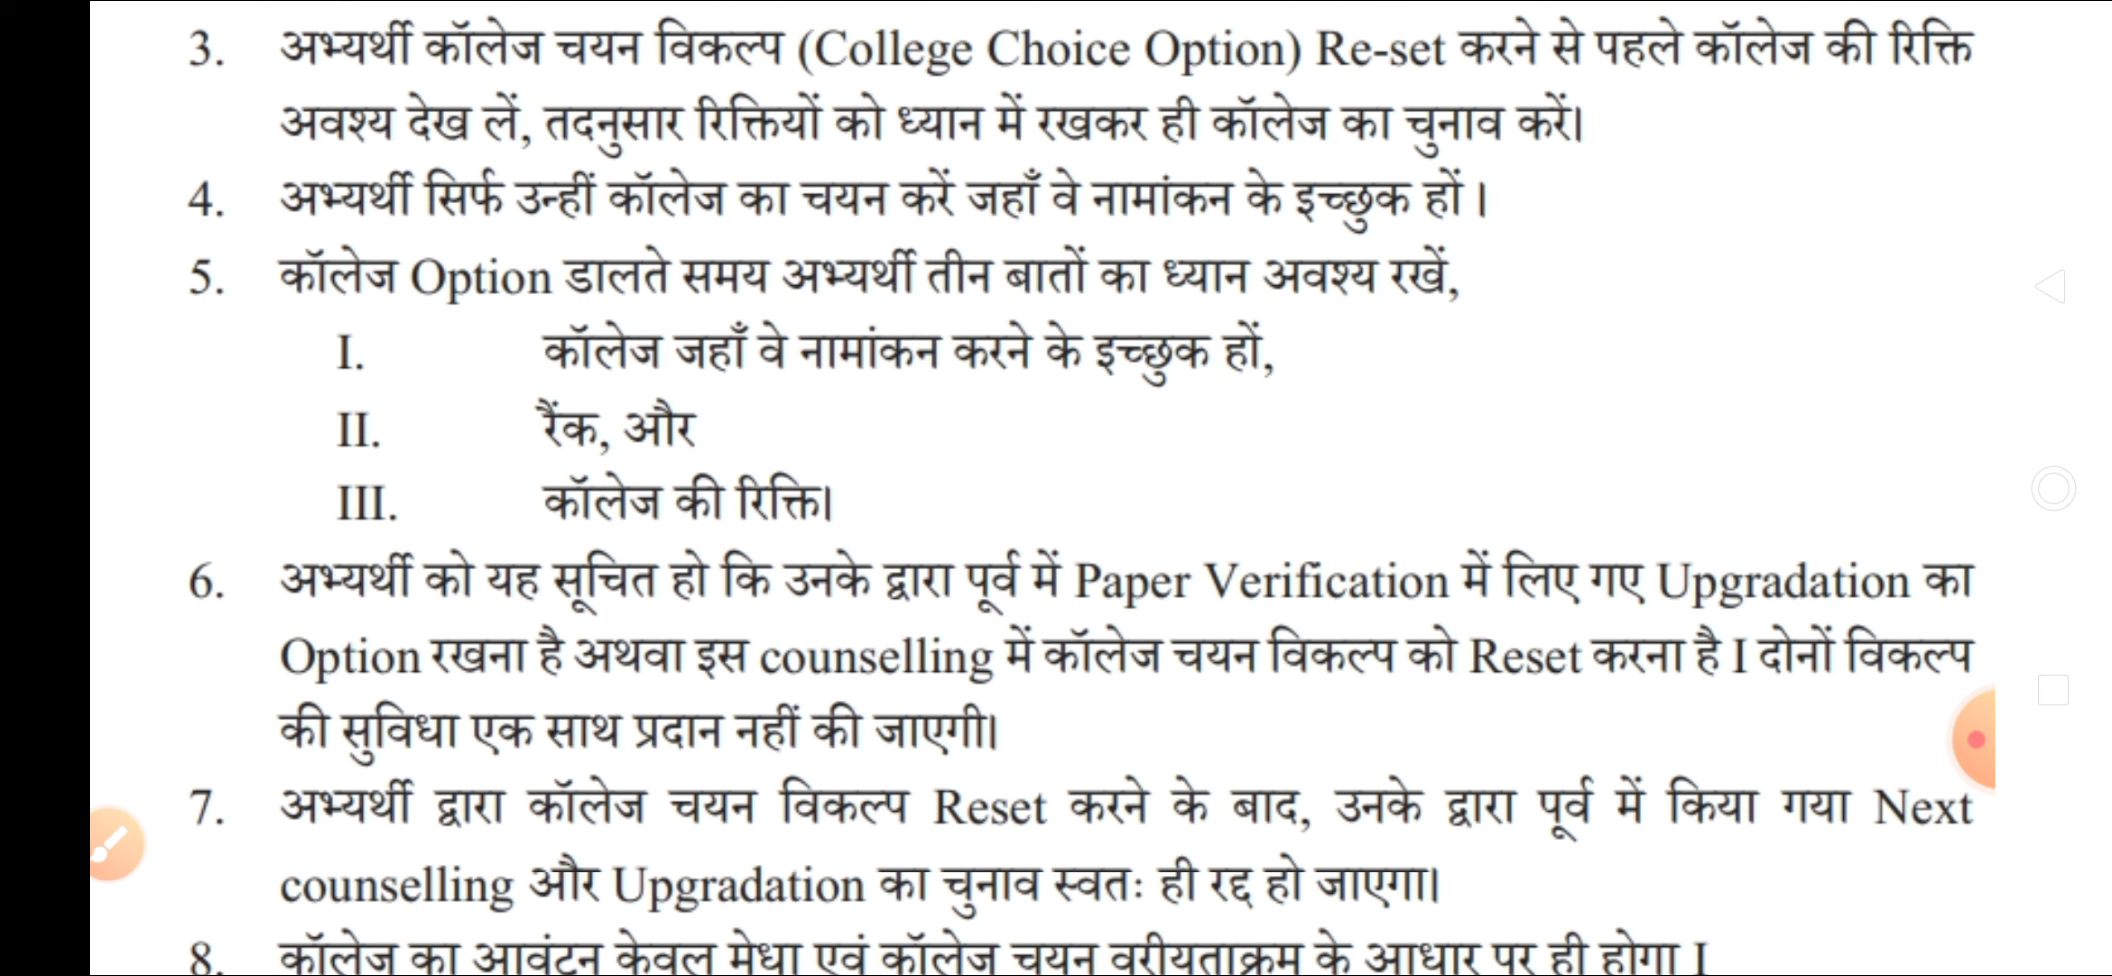 3. अभ्यर्थी कॉलेज चयन विकल्प (College Choice Option) Re-set करने से पहले कॉलेज की रिक्ति
अवश्य देख लें, तदनुसार रिक्तियों को ध्यान में रखकर ही कॉलेज का चुनाव करें।
4. अभ्यर्थी सिर्फ उन्हीं कॉलेज का चयन करें जहाँ वे नामांकन के इच्छुक हों ।
5. कॉलेज Option डालते समय अभ्यर्थी तीन बातों का ध्यान अवश्य रखें,
I. कॉलेज जहाँ वे नामांकन करने के इच्छुक हों,
II. रैंक, और
III. कॉलेज की रिक्ति।
6. अभ्यर्थी को यह सूचित हो कि उनके द्वारा पूर्व में Paper Verification में लिए गए Upgradation का
Option रखना है अथवा इस counselling में कॉलेज चयन विकल्प को Reset करना है I दोनों विकल्प
की सुविधा एक साथ प्रदान नहीं की जाएगी।
7. अभ्यर्थी द्वारा कॉलेज चयन विकल्प Reset करने के बाद, उनके द्वारा पूर्व में किया गया Next
counselling और Upgradation का चुनाव स्वतः ही रद्द हो जाएगा।
8. कॉलेज का आवंटन केवल मेधा एवं कॉलेज चयन वरीयताक्रम के आधार पर ही होगा I